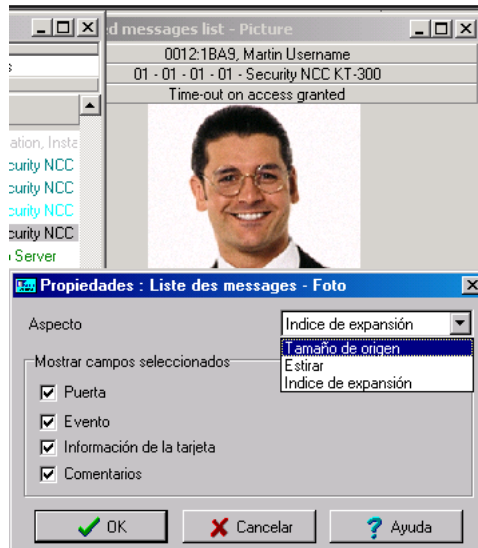 ed messages list - Picture
0012:1BA9, Martin Username
01 - 01 - 01 - 01 - Security NCC KT-300
Time-out on access granted
ation, Insta
curity NCC
curity NCC
curity NCC
curity NCC
Server
Propiedades : Liste des messages - Foto
Aspecto
Indice de expansión
Tamaño de origen
Estirar
Indice de expansión
Mostrar campos seleccionados
Puerta
Evento
Información de la tarjeta
Comentarios
OK
Cancelar
Ayuda